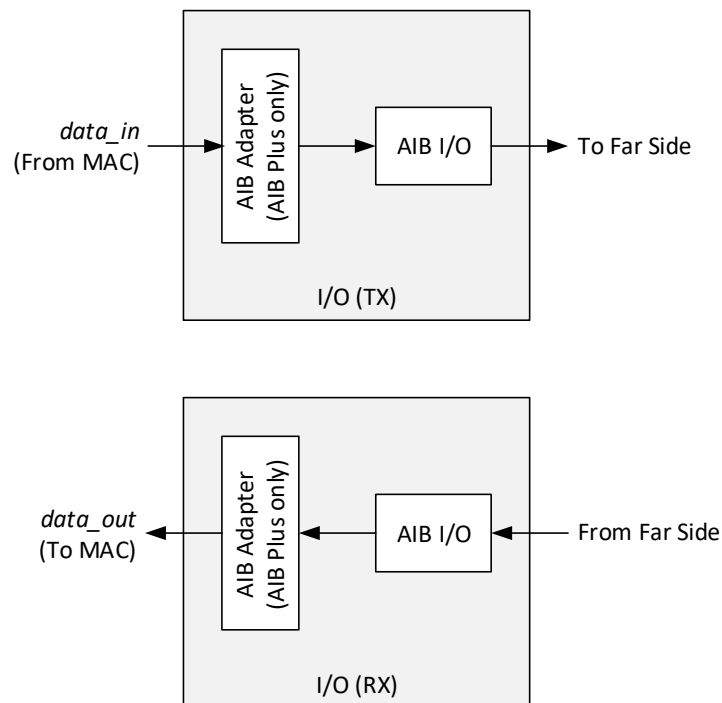 data_in
(From MAC)
AIB Adapter
(AIB Plus only)
AIB I/O
To Far Side
I/O (TX)
data_out
(To MAC)
AIB Adapter
(AIB Plus only)
AIB I/O
From Far Side
I/O (RX)